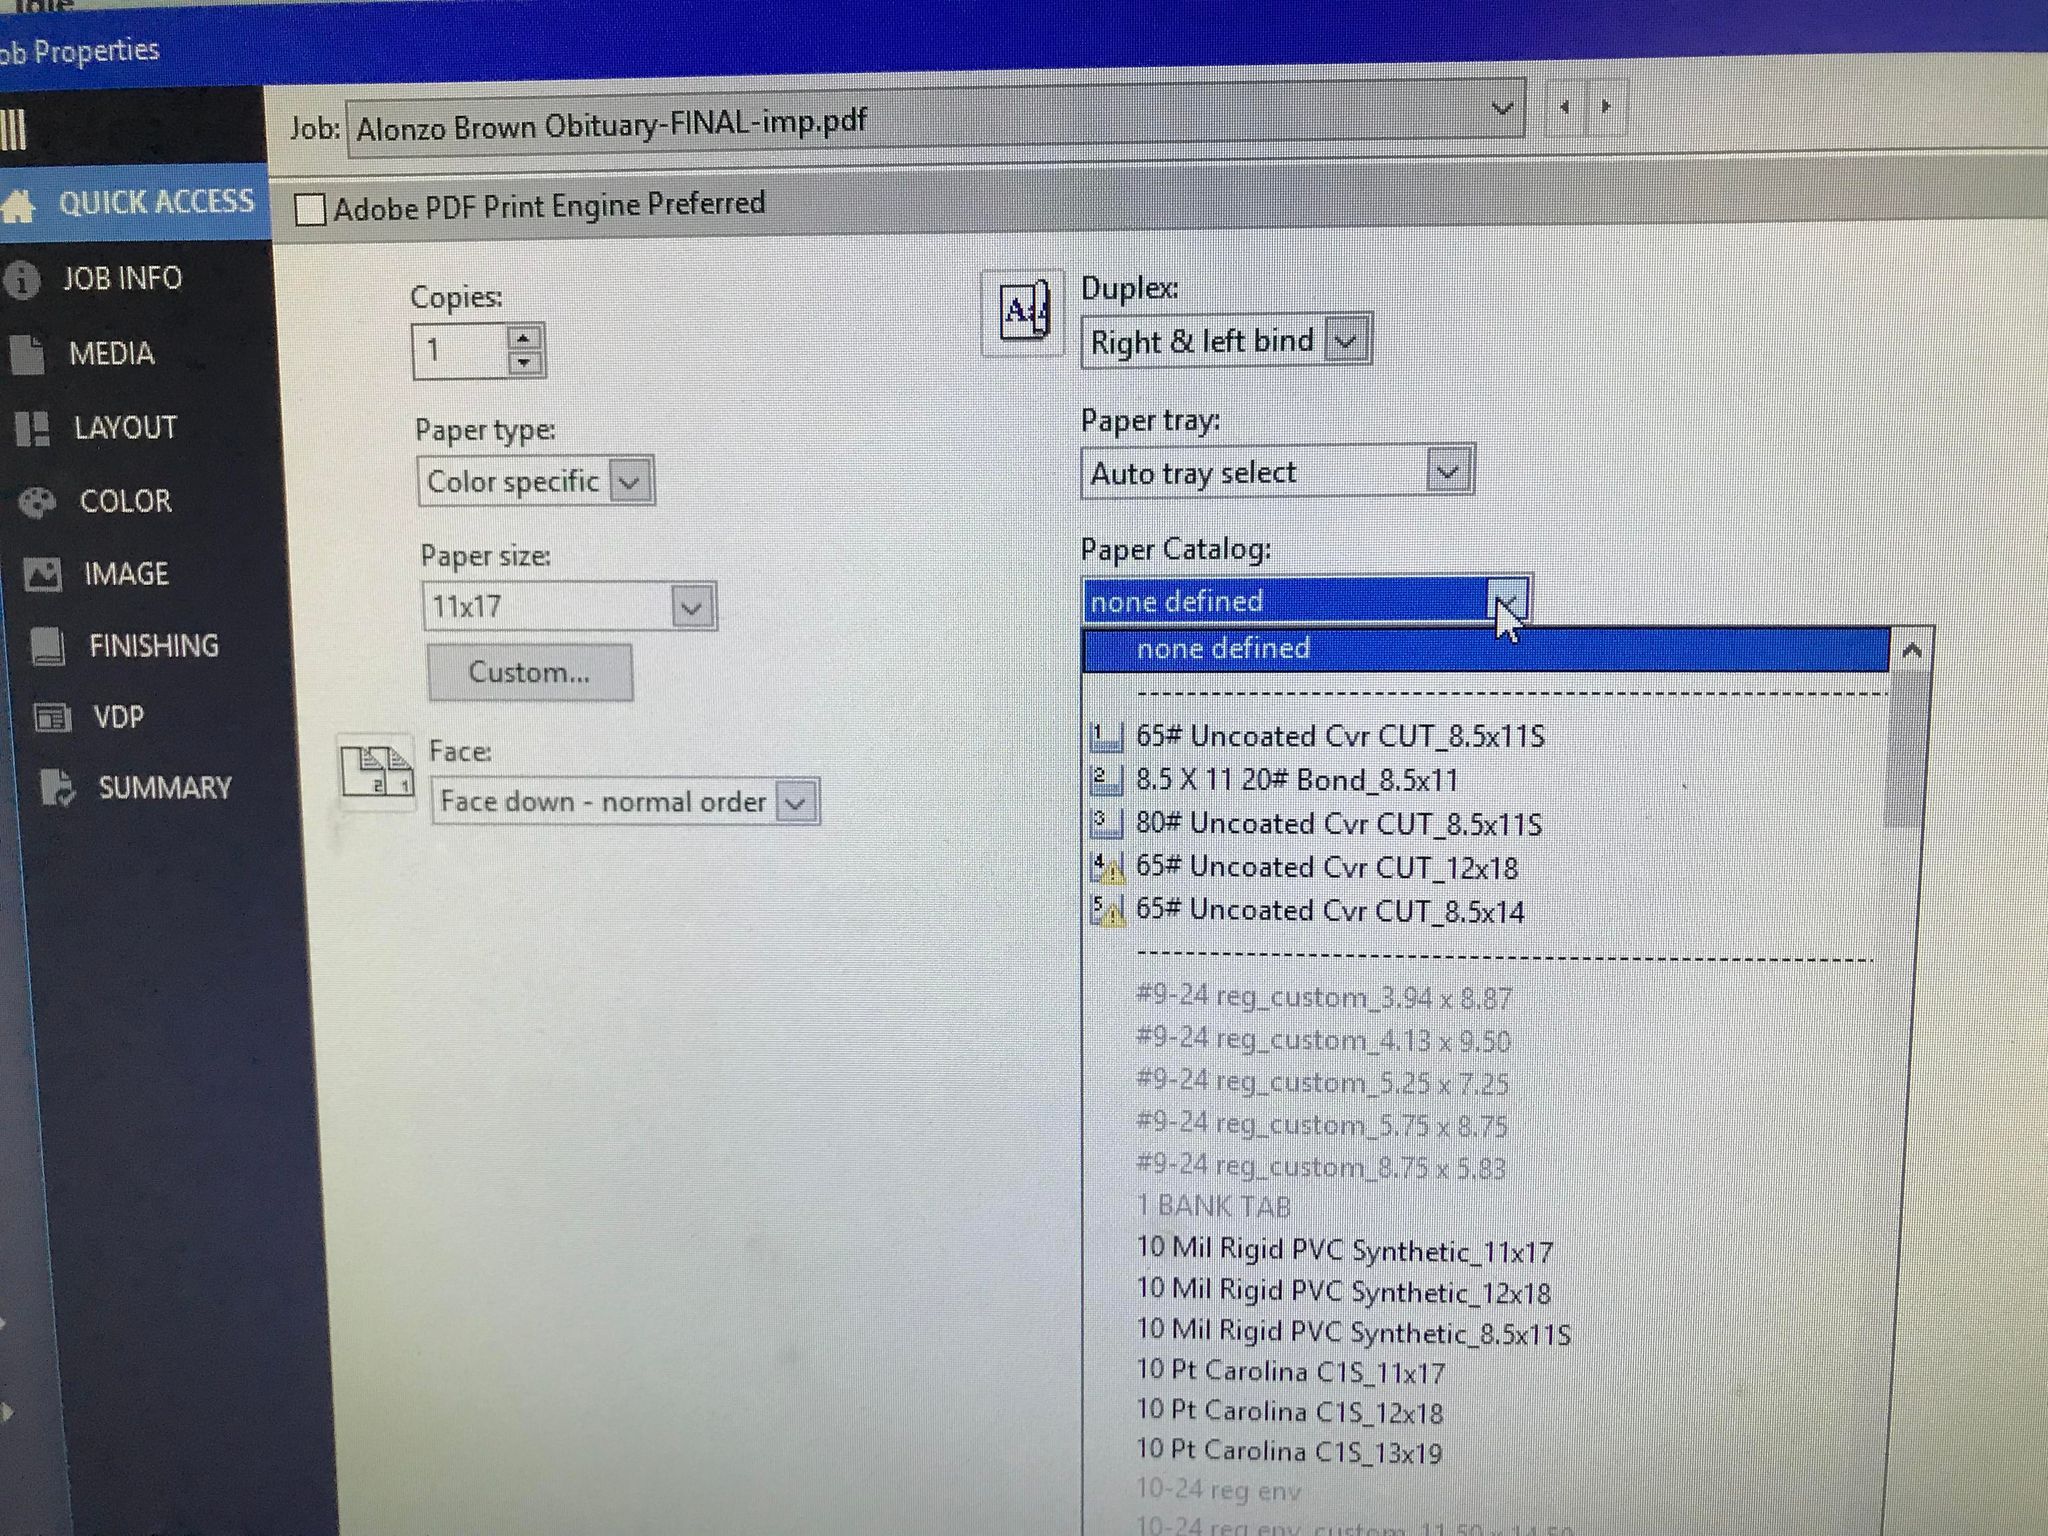 Idle
ob Properties
Job: Alonzo Brown Obituary-FINAL-imp.pdf
Adobe PDF Print Engine Preferred
QUICK ACCESS
JOB INFO
MEDIA
LAYOUT
COLOR
IMAGE
FINISHING
VDP
SUMMARY
Copies:
1
Paper type:
Color specific
Paper size:
11x17
Custom...
2 1
Face:
Face down - normal order
Duplex:
Right & left bind
Paper tray:
Auto tray select
Paper Catalog:
none defined
none defined
1 65# Uncoated Cvr CUT_8.5x11S
2 8.5 X 11 20# Bond_8.5x11
3 80# Uncoated Cvr CUT_8.5x11S
4 65# Uncoated Cvr CUT_12x18
5 65# Uncoated Cvr CUT_8.5x14
#9-24 reg_custom_3.94 x 8.87
#9-24 reg_custom_4.13 x 9.50
#9-24 reg_custom_5.25 x 7.25
#9-24 reg_custom_5.75 x 8.75
#9-24 reg_custom_8.75 x 5.83
1 BANK TAB
10 Mil Rigid PVC Synthetic_11x17
10 Mil Rigid PVC Synthetic_12x18
10 Mil Rigid PVC Synthetic_8.5x11S
10 Pt Carolina C1S_11x17
10 Pt Carolina C1S_12x18
10 Pt Carolina C1S_13x19
10-24 reg env
10-24 reg env_custom_11.50 x 14.50